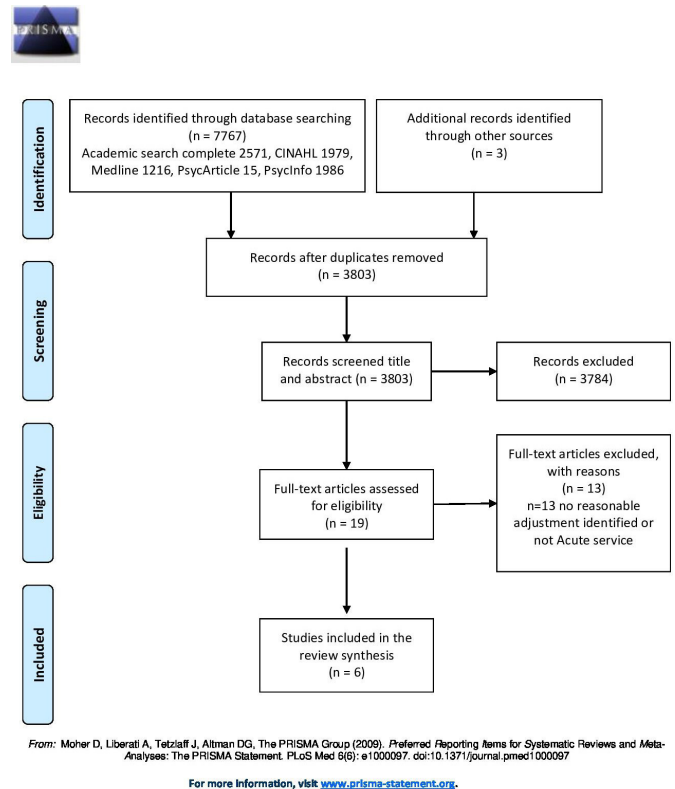 PRISMA
Identification
Records identified through database searching
(n = 7767)
Academic search complete 2571, CINAHL 1979,
Medline 1216, PsycArticle 15, PsycInfo 1986
Additional records identified
through other sources
(n = 3)
Records after duplicates removed
(n = 3803)
Screening
Records screened title
and abstract (n = 3803)
Records excluded
(n = 3784)
Eligibility
Full-text articles assessed
for eligibility
(n = 19)
Full-text articles excluded,
with reasons
(n = 13)
n=13 no reasonable
adjustment identified or
not Acute service
Included
Studies included in the
review synthesis
(n = 6)
From: Moher D, Liberati A, Tetzlaff J, Altman DG, The PRISMA Group (2009). Preferred Reporting Items for Systematic Reviews and Meta-
Analyses: The PRISMA Statement. PLoS Med 6(6): e1000097. doi:10.1371/journal.pmed1000097
For more information, visit www.prisma-statement.org.